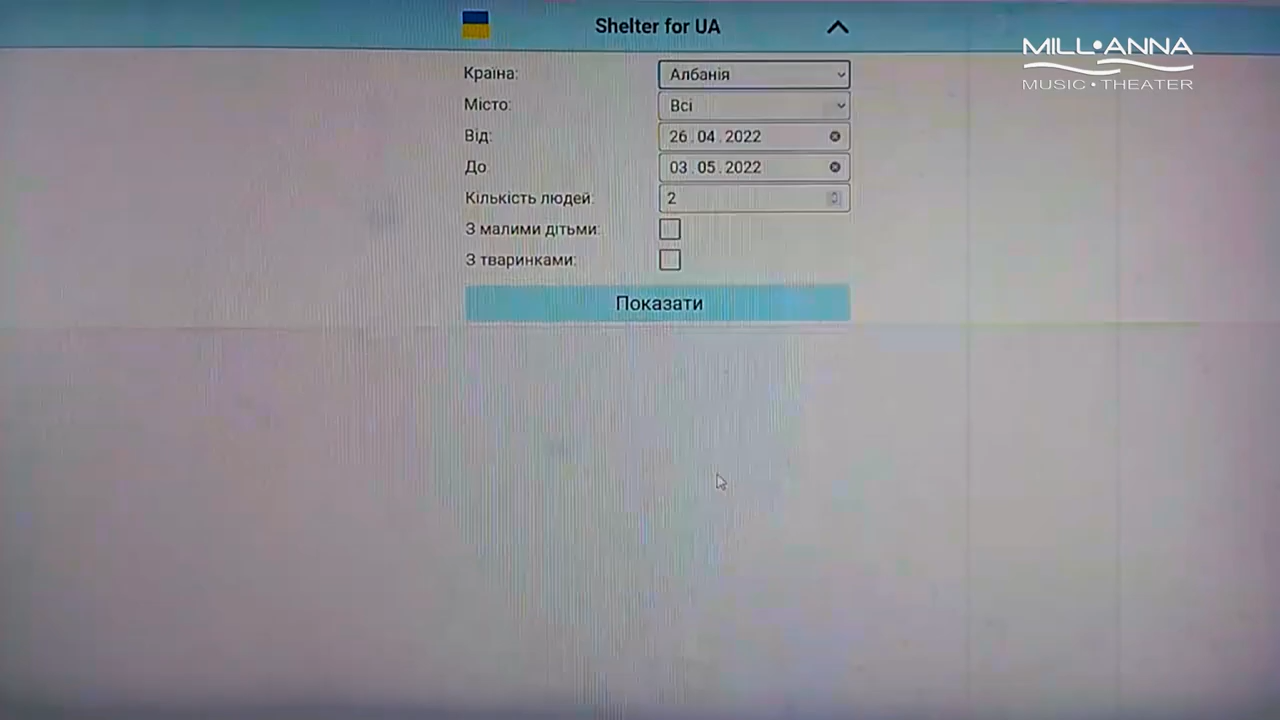 Shelter for UA
MILL•ANNA
MUSIC•THEATER
Країна: Албанія
Місто: Всі
Від: 26.04.2022
До 03.05.2022
Кількість людей: 2
З малими дітьми:
З тваринками:
Показати